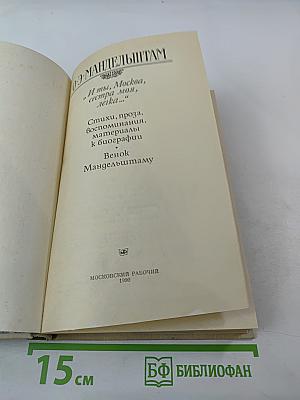 О·Э·МАНДЕЛЬШТАМ
„И ты, Москва,
сестра моя,
легка..."
Стихи, проза,
воспоминания,
материалы
к биографии
Венок
Мандельштаму
МОСКОВСКИЙ РАБОЧИЙ
1990
15 см
БФ БИБЛИОФАН